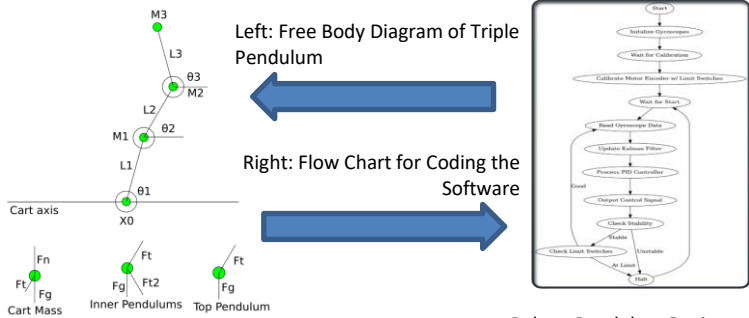 M3
L3
θ3
M2
L2
M1
θ2
L1
θ1
Cart axis
X0
Fn
Ft
Fg
Cart Mass
Ft
Fg
Ft2
Inner Pendulums
Ft
Fg
Top Pendulum
Left: Free Body Diagram of Triple
Pendulum
Right: Flow Chart for Coding the
Software
Start
Initalize Gyroscopes
Wait for Calibration
Calibrate Motor Encoder w/ Limit Switches
Wait for Start
Read Gyroscope Data
Update Kalman Filter
Process PID Controller
Good
Output Control Signal
Check Stability
Stable
Unstable
Check Limit Switches
At Limit
Halt